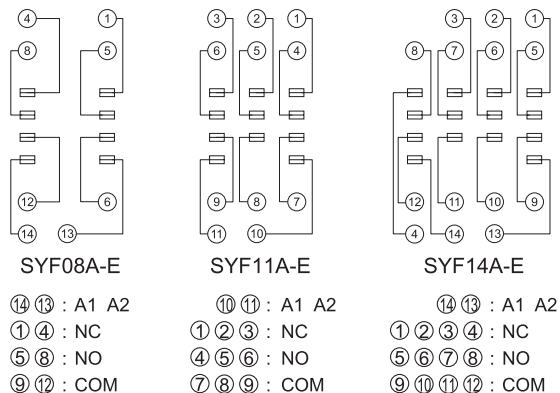 ④ ① ③ ② ① ③ ② ①
⑧ ⑤ ⑥ ⑤ ④ ⑧ ⑦ ⑥ ⑤
⑫ ⑥ ⑨ ⑧ ⑦ ⑫ ⑪ ⑩ ⑨
⑭ ⑬ ⑪ ⑩ ④ ⑭ ⑬
SYF08A-E SYF11A-E SYF14A-E
⑭ ⑬ : A1 A2 ⑩ ⑪ : A1 A2 ⑭ ⑬ : A1 A2
① ④ : NC ① ② ③ : NC ① ② ③ ④ : NC
⑤ ⑧ : NO ④ ⑤ ⑥ : NO ⑤ ⑥ ⑦ ⑧ : NO
⑨ ⑫ : COM ⑦ ⑧ ⑨ : COM ⑨ ⑩ ⑪ ⑫ : COM